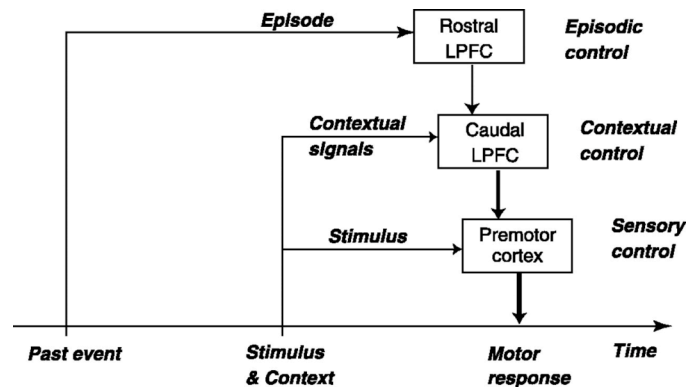 Episode
Rostral
LPFC
Episodic
control
Contextual
signals
Caudal
LPFC
Contextual
control
Stimulus
Premotor
cortex
Sensory
control
Past event
Stimulus
& Context
Motor
response
Time